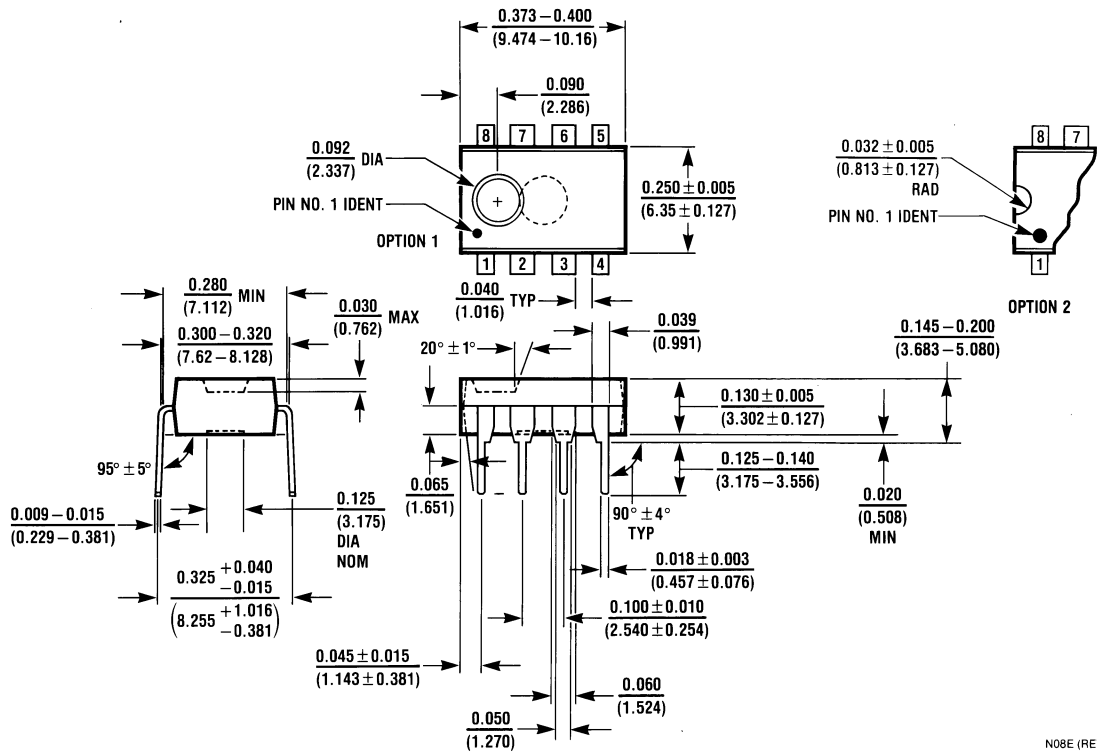 0.373 – 0.400
(9.474 – 10.16)
0.090
(2.286)
8 7 6 5
0.092 DIA
(2.337)
PIN NO. 1 IDENT
OPTION 1
+
0.250 ± 0.005
(6.35 ± 0.127)
1 2 3 4
8 7
0.032 ± 0.005
(0.813 ± 0.127)
RAD
PIN NO. 1 IDENT
1
OPTION 2
0.280 MIN
(7.112)
0.300 – 0.320
(7.62 – 8.128)
0.030 MAX
(0.762)
0.040 TYP
(1.016)
0.039
(0.991)
20° ± 1°
0.145 – 0.200
(3.683 – 5.080)
0.130 ± 0.005
(3.302 ± 0.127)
95° ± 5°
0.065
(1.651)
0.125 – 0.140
(3.175 – 3.556)
0.020
(0.508)
MIN
90° ± 4°
TYP
0.009 – 0.015
(0.229 – 0.381)
0.125
(3.175)
DIA
NOM
0.325 +0.040
–0.015
(8.255 +1.016
–0.381)
0.018 ± 0.003
(0.457 ± 0.076)
0.100 ± 0.010
(2.540 ± 0.254)
0.045 ± 0.015
(1.143 ± 0.381)
0.060
(1.524)
0.050
(1.270)
N08E (RE